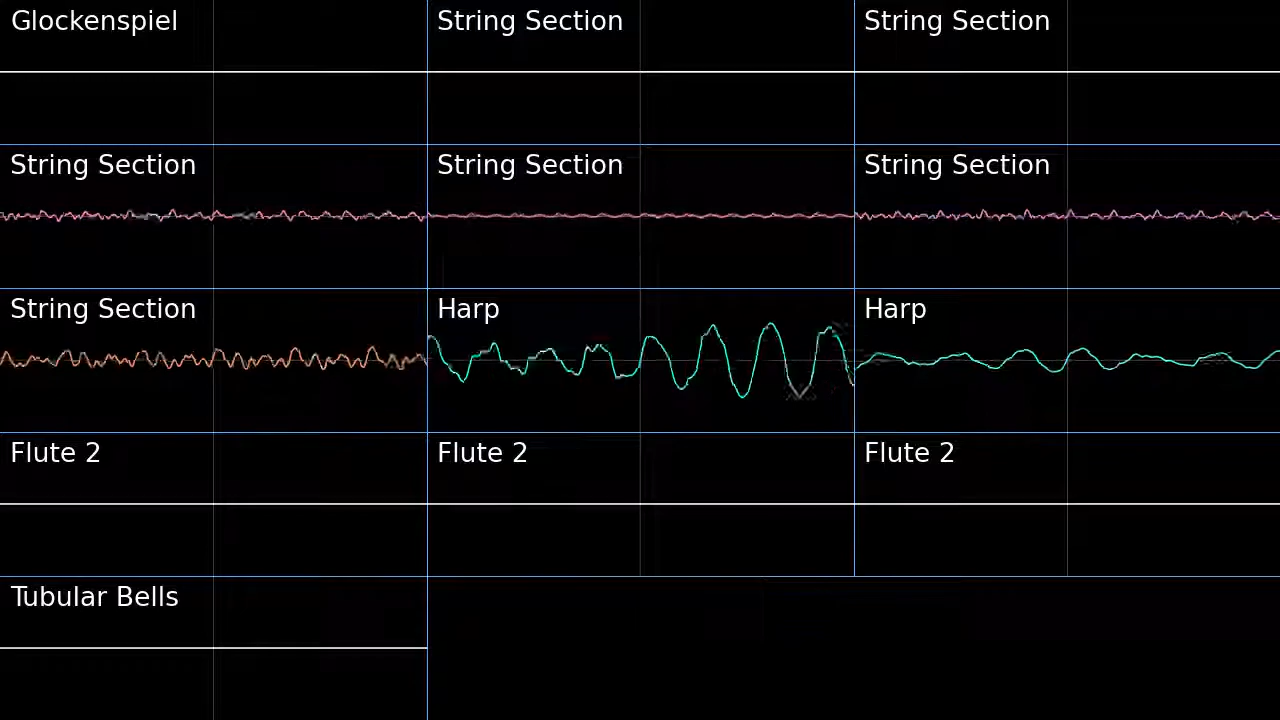 Glockenspiel
String Section
String Section
String Section
String Section
String Section
String Section
Harp
Harp
Flute 2
Flute 2
Flute 2
Tubular Bells